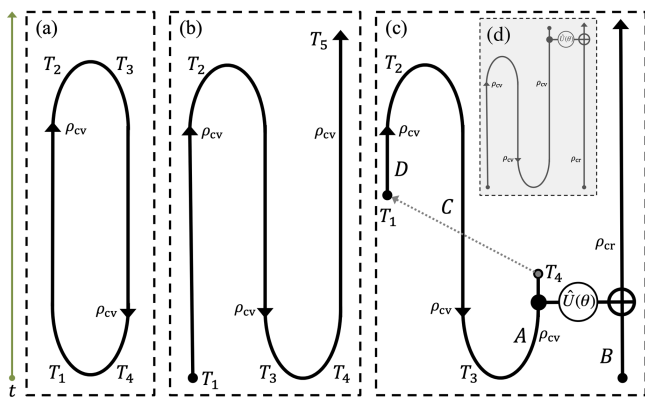 (a)
T₂ T₃
ρcv
ρcv
T₁ T₄
t
(b)
T₂
T₅
ρcv
ρcv
ρcv
T₁
T₃ T₄
(c)
T₂
ρcv
D
T₁
C
T₄
Û(θ)
ρcv
A
ρcv
T₃
B
ρcr
(d)
Û(θ)
ρcv
ρcv
ρcv
ρcr